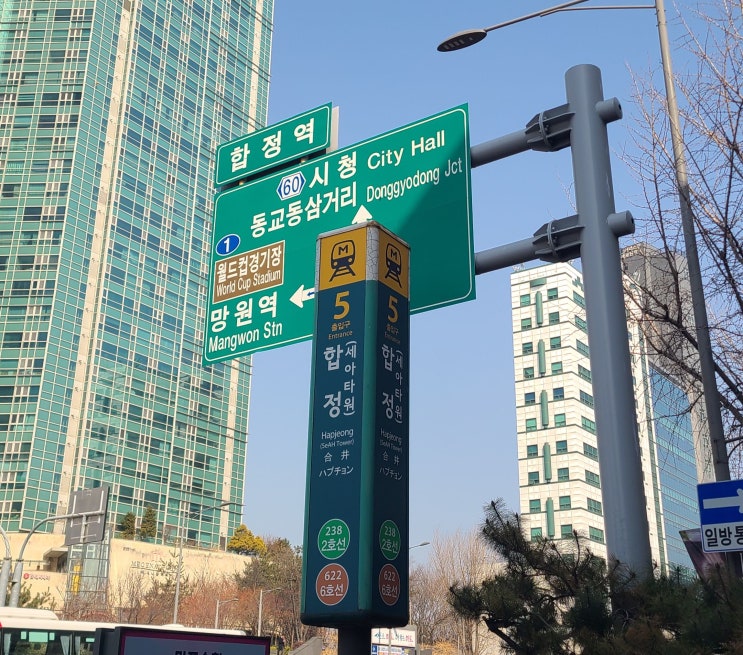 합정역
60 시청 City Hall
동교동삼거리 Donggyodong Jct
1
월드컵경기장
World Cup Stadium
망원역
Mangwon Stn
M
5
출입구
Entrance
합정
(세아타워)
Hapjeong
(SeAH Tower)
合井
ハプチョン
238
2호선
622
6호선
M
5
출입구
Entrance
합정
(세아타워)
Hapjeong
(SeAH Tower)
合井
ハプチョン
238
2호선
622
6호선
일방통